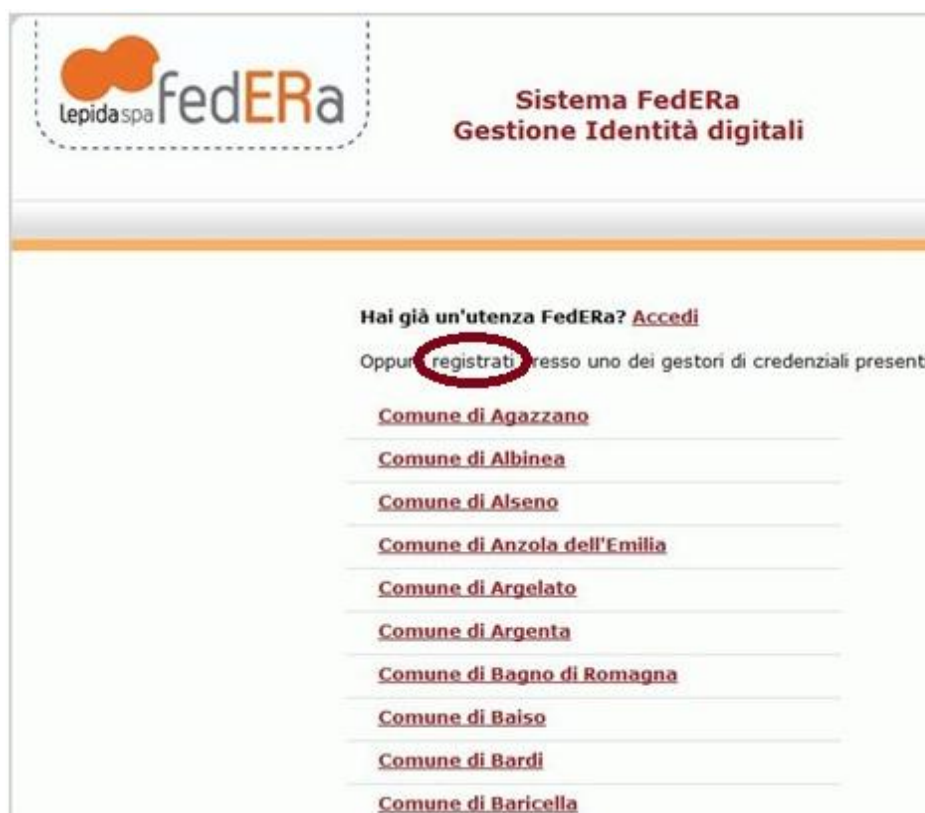 lepidaspa fedERa
Sistema FedERa
Gestione Identità digitali
Hai già un'utenza FedERa? Accedi
registrati resso uno dei gestori di credenziali present
Comune di Agazzano
Comune di Albinea
Comune di Alseno
Comune di Anzola dell'Emilia
Comune di Argelato
Comune di Argenta
Comune di Bagno di Romagna
Comune di Baiso
Comune di Bardi
Comune di Baricella